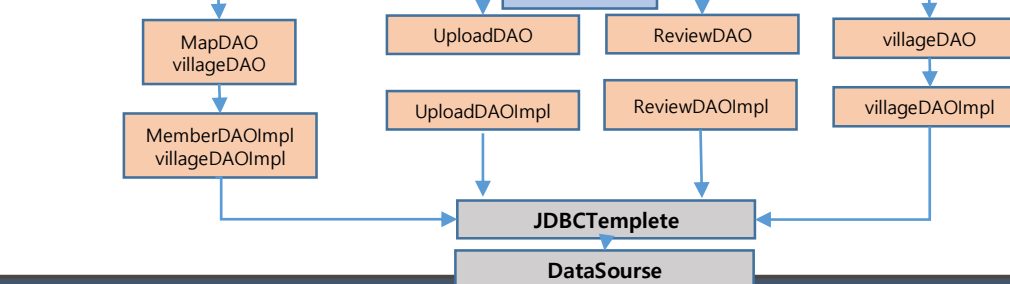 MapDAO
villageDAO
UploadDAO
ReviewDAO
villageDAO
MemberDAOImpl
villageDAOImpl
UploadDAOImpl
ReviewDAOImpl
villageDAOImpl
JDBCTemplete
DataSourse